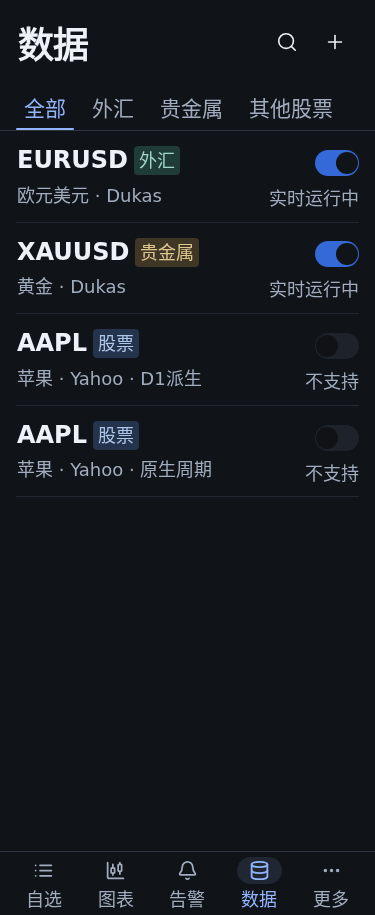 数据
全部 外汇 贵金属 其他股票
EURUSD 外汇
欧元美元 · Dukas 实时运行中
XAUUSD 贵金属
黄金 · Dukas 实时运行中
AAPL 股票
苹果 · Yahoo · D1派生 不支持
AAPL 股票
苹果 · Yahoo · 原生周期 不支持
自选 图表 告警 数据 更多